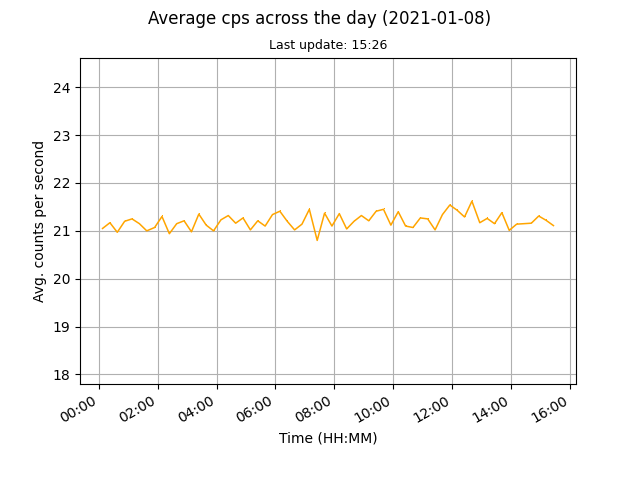 Average cps across the day (2021-01-08)
Last update: 15:26
24
23
22
21
20
19
18
Avg. counts per second
00:00 02:00 04:00 06:00 08:00 10:00 12:00 14:00 16:00
Time (HH:MM)